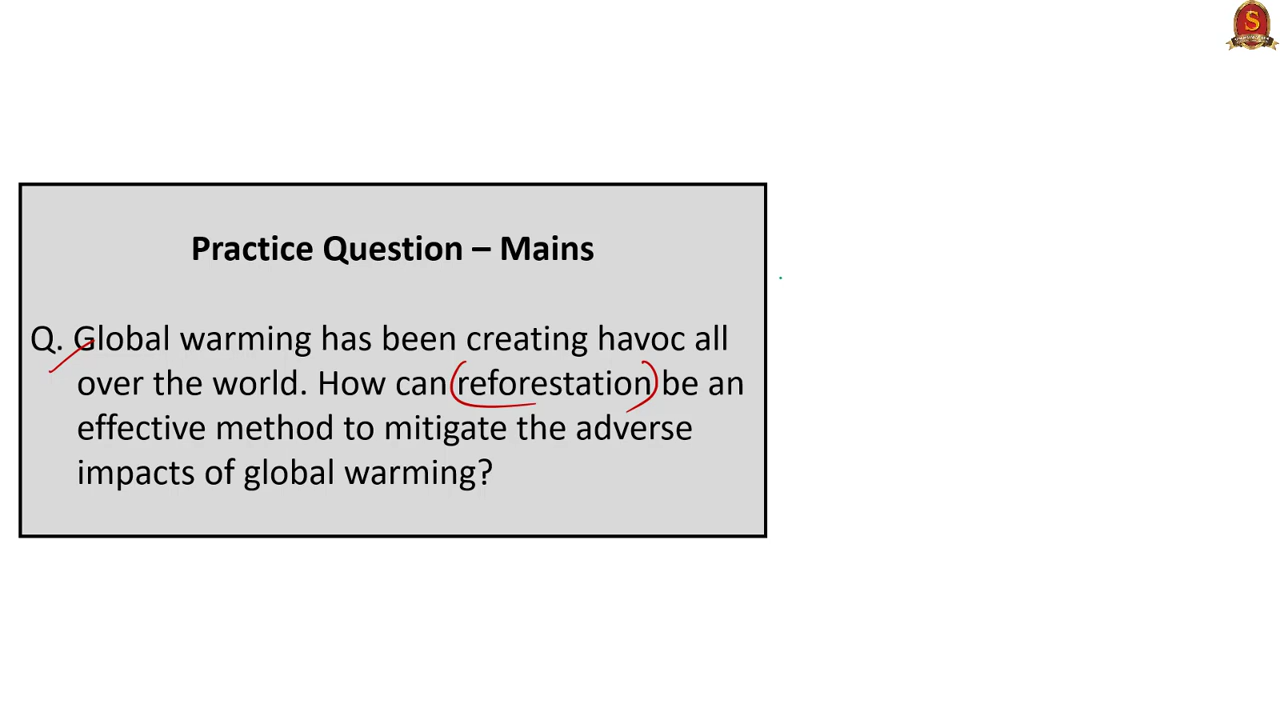 S
Practice Question – Mains
Q. Global warming has been creating havoc all
over the world. How can reforestation be an
effective method to mitigate the adverse
impacts of global warming?